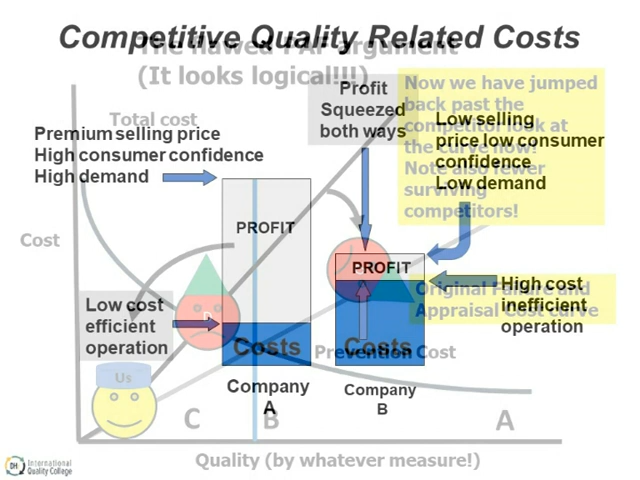 Competitive Quality Related Costs
The flawed PAF argument
(It looks logical!!!)
Total cost
Premium selling price
High consumer confidence
High demand
Profit
Squeezed
both ways
Now we have jumped
back past the
competitor look at
the curve now!
Note also fewer
surviving
competitors!
Low selling
price low consumer
confidence
Low demand
Cost
PROFIT
PROFIT
Low cost
efficient
operation
Original Failure and
Appraisal Cost curve
High cost
inefficient
operation
Costs
Costs
Prevention Cost
Us
Company
A
Company
B
C
B
A
Quality (by whatever measure!)
DH
International
Quality College